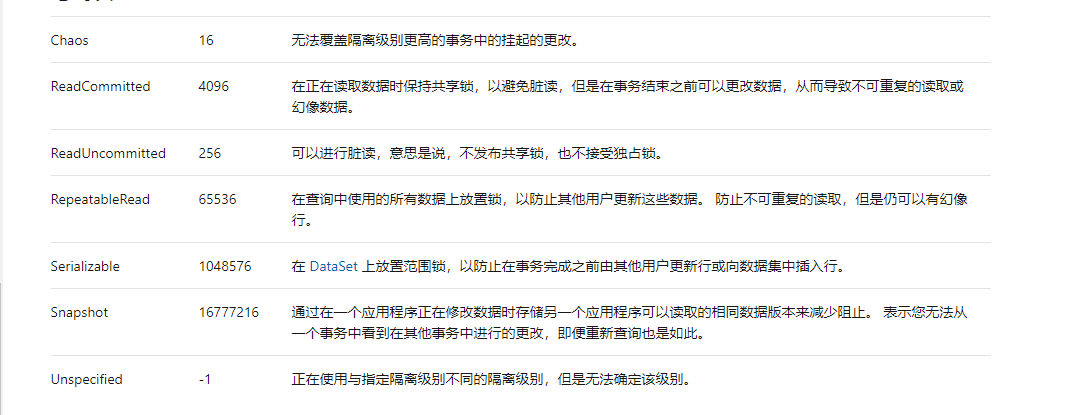 Chaos 16 无法覆盖隔离级别更高的事务中的挂起的更改。
ReadCommitted 4096 在正在读取数据时保持共享锁，以避免脏读，但是在事务结束之前可以更改数据，从而导致不可重复的读取或
幻像数据。
ReadUncommitted 256 可以进行脏读，意思是说，不发布共享锁，也不接受独占锁。
RepeatableRead 65536 在查询中使用的所有数据上放置锁，以防止其他用户更新这些数据。 防止不可重复的读取，但是仍可以有幻像
行。
Serializable 1048576 在 DataSet 上放置范围锁，以防止在事务完成之前由其他用户更新行或向数据集中插入行。
Snapshot 16777216 通过在一个应用程序正在修改数据时存储另一个应用程序可以读取的相同数据版本来减少阻止。 表示您无法从
一个事务中看到在其他事务中进行的更改，即便重新查询也是如此。
Unspecified -1 正在使用与指定隔离级别不同的隔离级别，但是无法确定该级别。